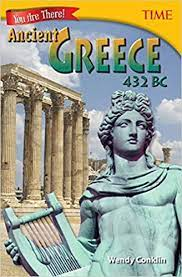 You Are There!
TIME
Ancient
GREECE
432 BC
Wendy Conklin